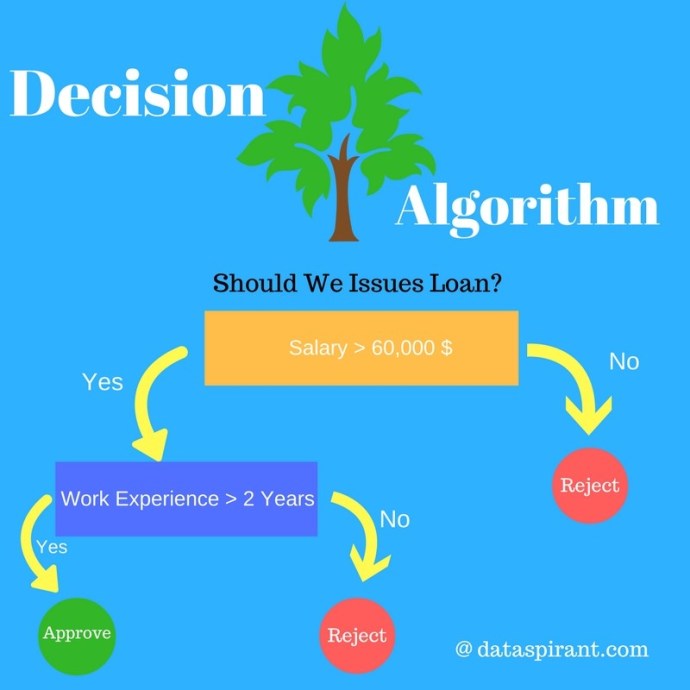 Decision
Algorithm
Should We Issues Loan?
Salary > 60,000 $
Yes
No
Reject
Work Experience > 2 Years
Yes
No
Approve
Reject
@ dataspirant.com